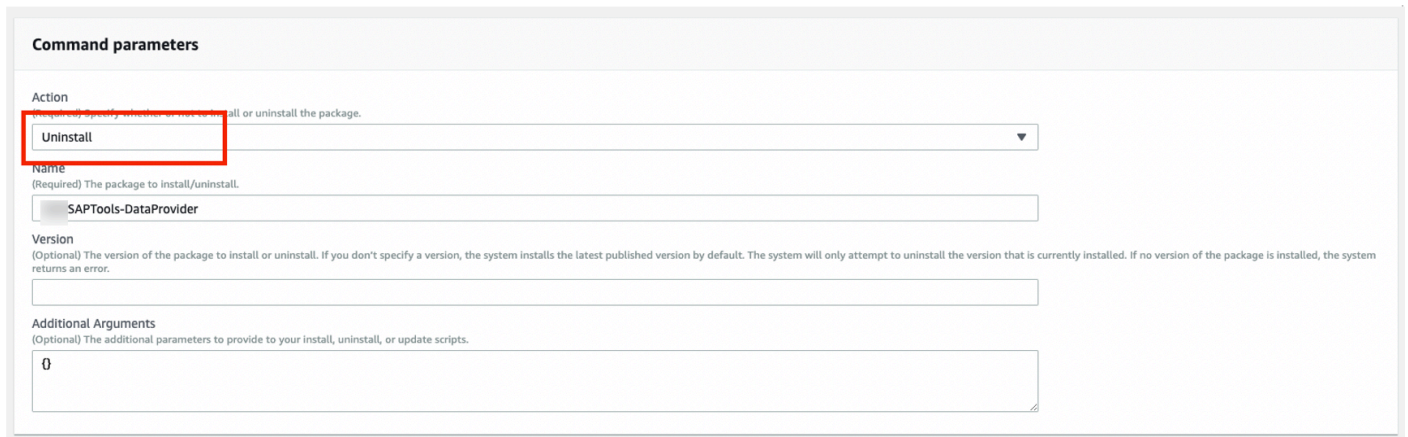 Command parameters
Action
(Required) Specify whether or not to install or uninstall the package.
Uninstall
Name
(Required) The package to install/uninstall.
SAPTools-DataProvider
Version
(Optional) The version of the package to install or uninstall. If you don't specify a version, the system installs the latest published version by default. The system will only attempt to uninstall the version that is currently installed. If no version of the package is installed, the system
returns an error.
Additional Arguments
(Optional) The additional parameters to provide to your install, uninstall, or update scripts.
{}